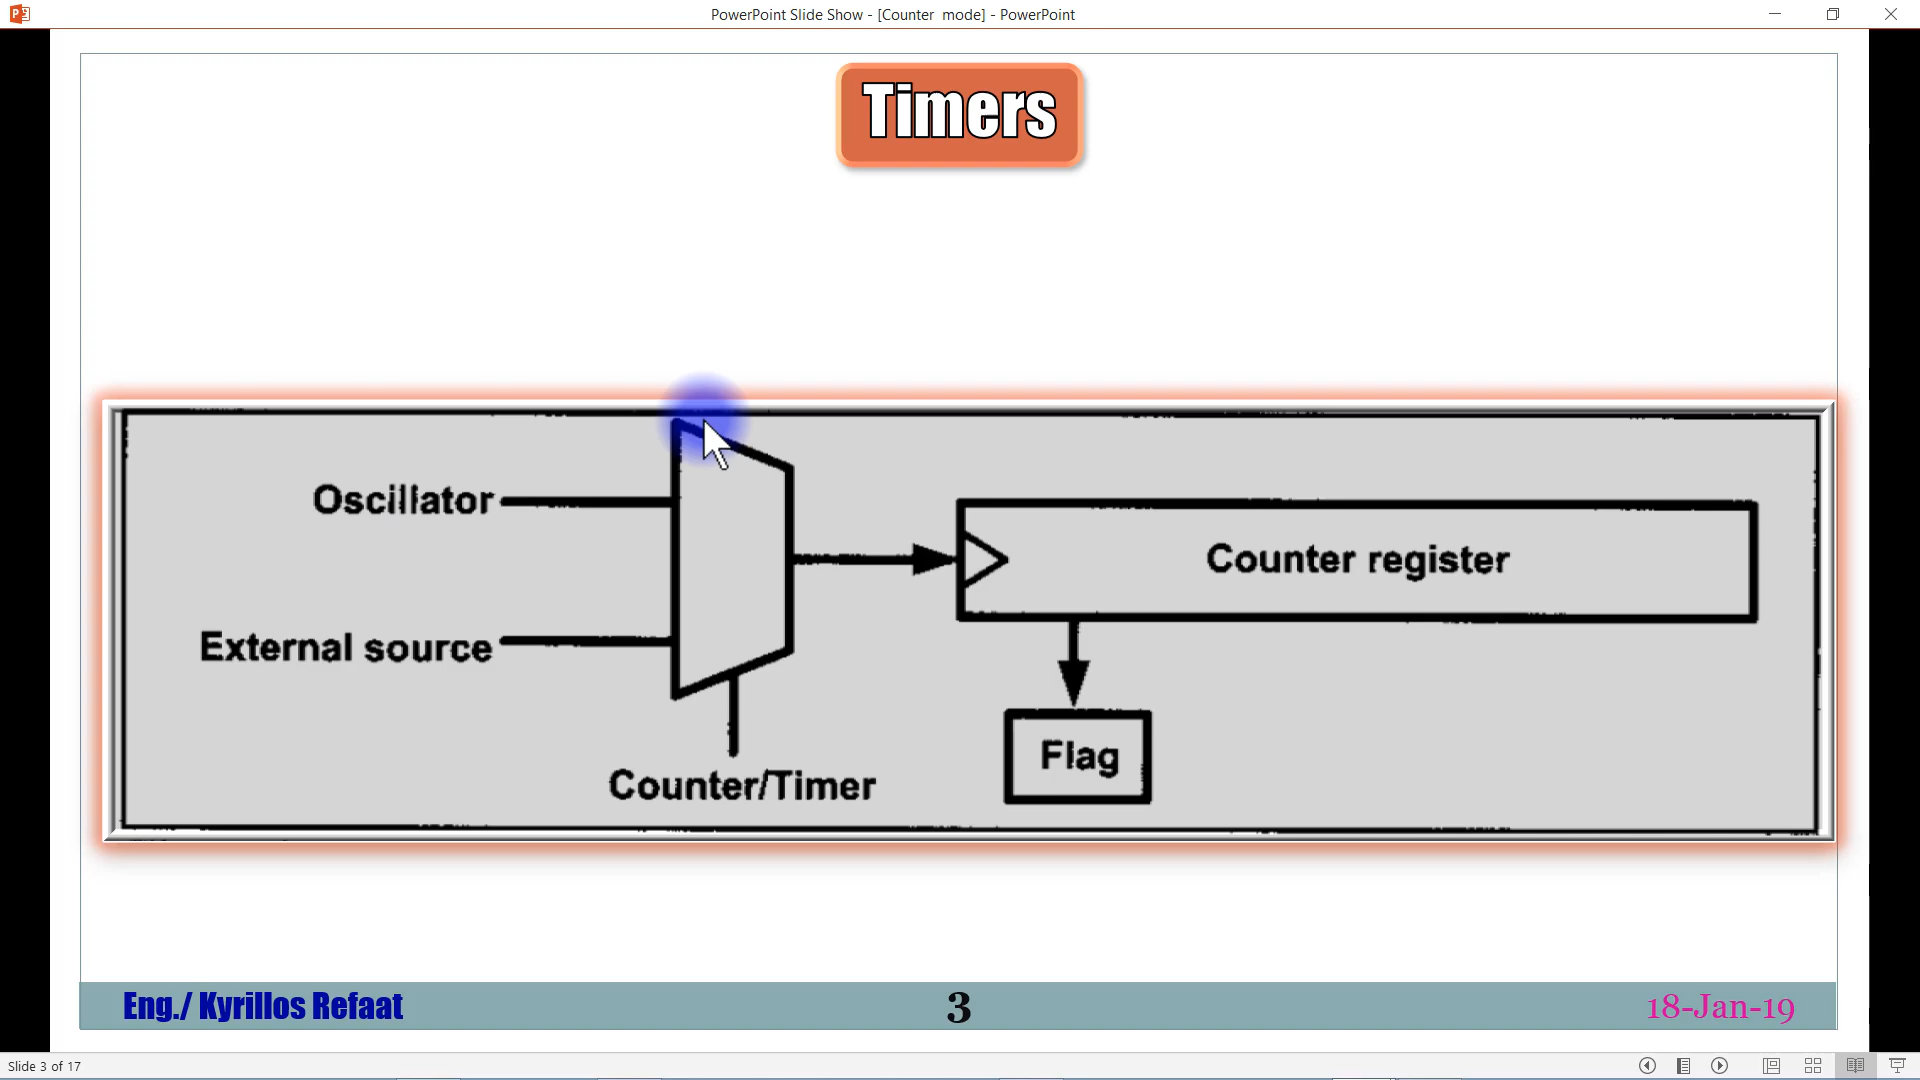 PowerPoint Slide Show - [Counter  mode] - PowerPoint
Timers
Oscillator
Counter register
External source
Flag
Counter/Timer
Eng./ Kyrillos Refaat
3
18-Jan-19
Slide 3 of 17